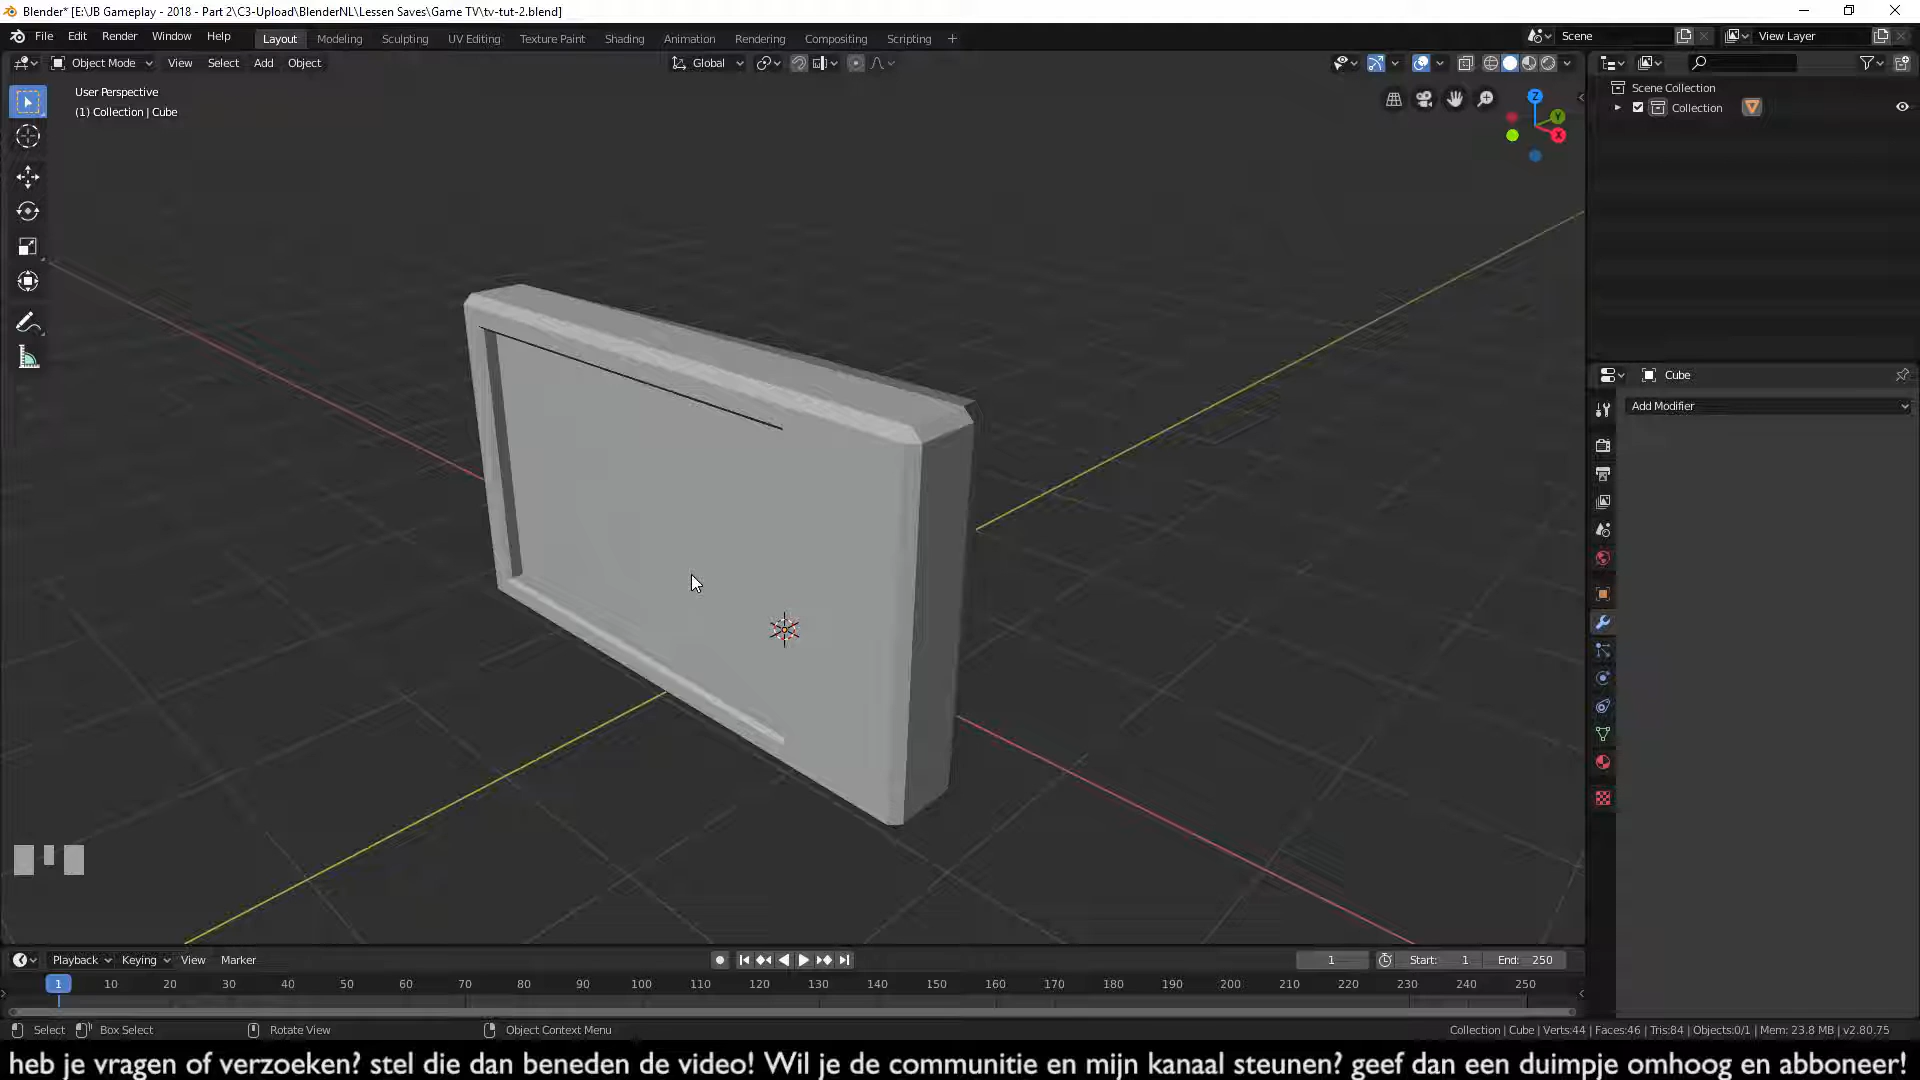 Blender* [E:\JB Gameplay - 2018 - Part 2\C3-Upload\BlenderNL\Lessen Saves\Game TV\tv-tut-2.blend]
File Edit Render Window Help Layout Modeling Sculpting UV Editing Texture Paint Shading Animation Rendering Compositing Scripting + Scene View Layer
Object Mode View Select Add Object Global
User Perspective
(1) Collection | Cube
Z
Y
X
Scene Collection
Collection
Cube
Add Modifier
Playback Keying View Marker 1 Start: 1 End: 250
1 10 20 30 40 50 60 70 80 90 100 110 120 130 140 150 160 170 180 190 200 210 220 230 240 250
Select Box Select Rotate View Object Context Menu Collection | Cube | Verts:44 | Faces:46 | Tris:84 | Objects:0/1 | Mem: 23.8 MB | v2.80.75
heb je vragen of verzoeken? stel die dan beneden de video! Wil je de communitie en mijn kanaal steunen? geef dan een duimpje omhoog en abboneer!